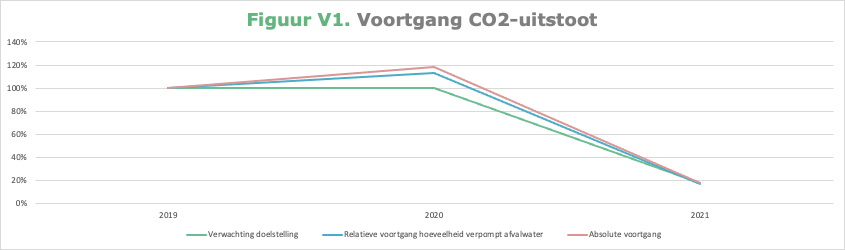 Figuur V1. Voortgang CO2-uitstoot
140%
120%
100%
80%
60%
40%
20%
0%
2019 2020 2021
Verwachting doelstelling Relatieve voortgang hoeveelheid verpompt afvalwater Absolute voortgang